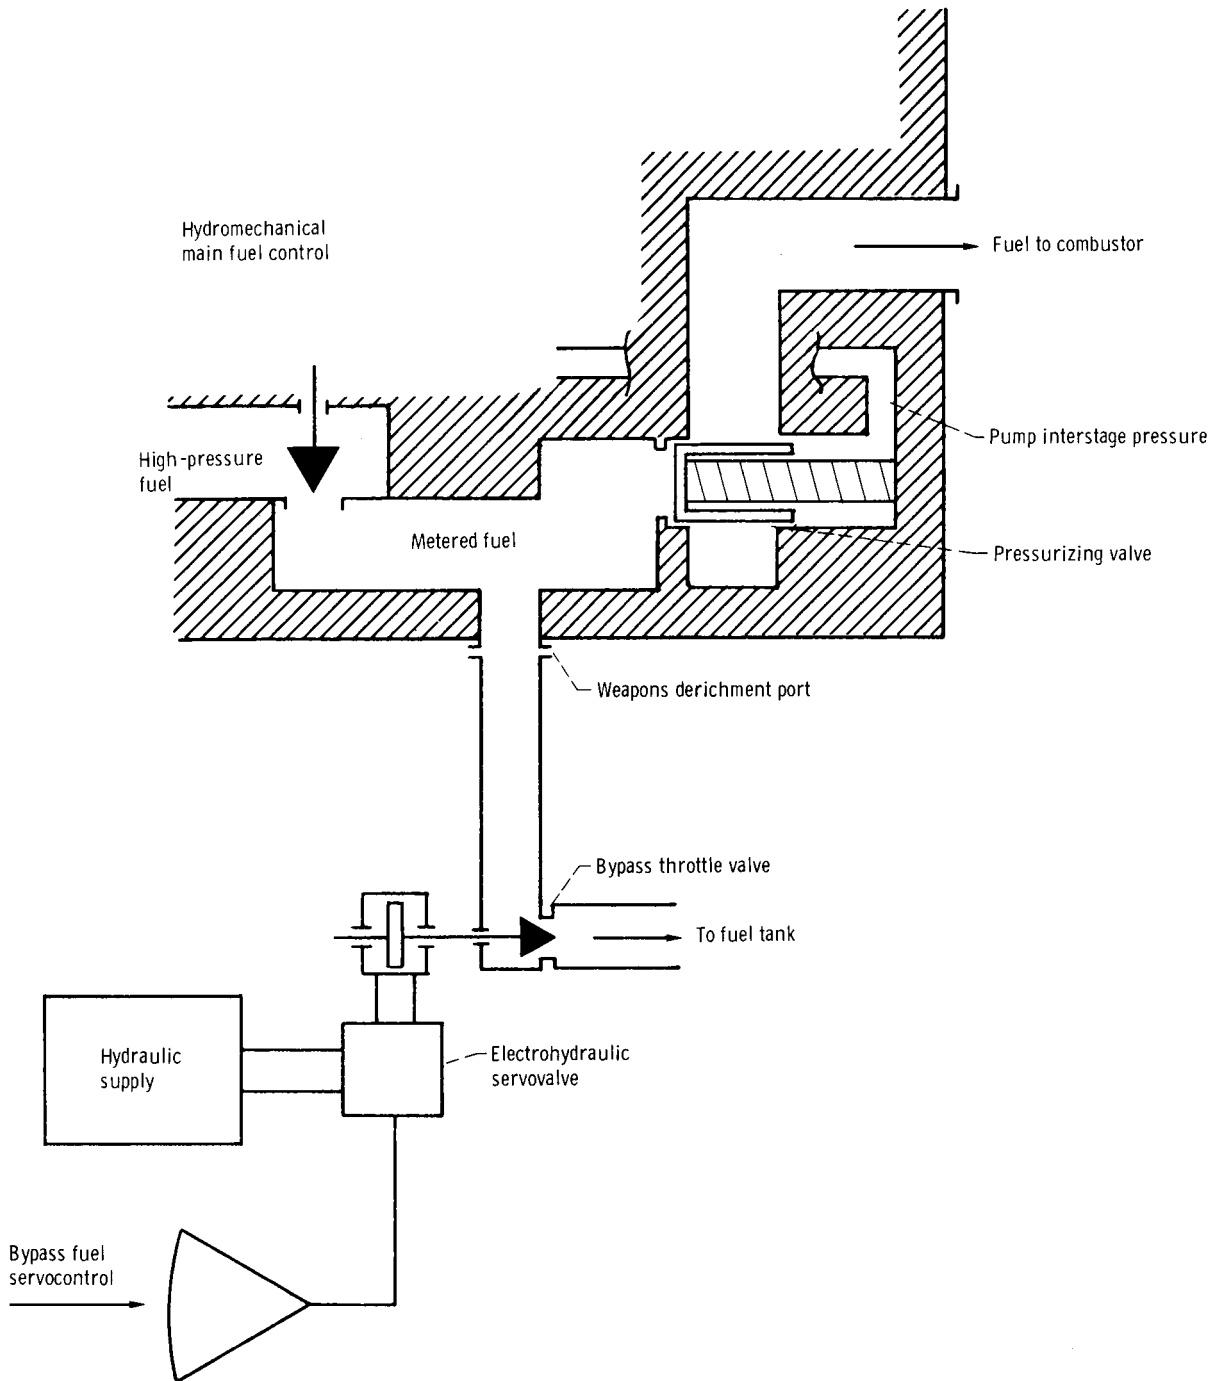 Hydromechanical
main fuel control
Fuel to combustor
High-pressure
fuel
Pump interstage pressure
Metered fuel
Pressurizing valve
Weapons derichment port
Bypass throttle valve
To fuel tank
Hydraulic
supply
Electrohydraulic
servovalve
Bypass fuel
servocontrol